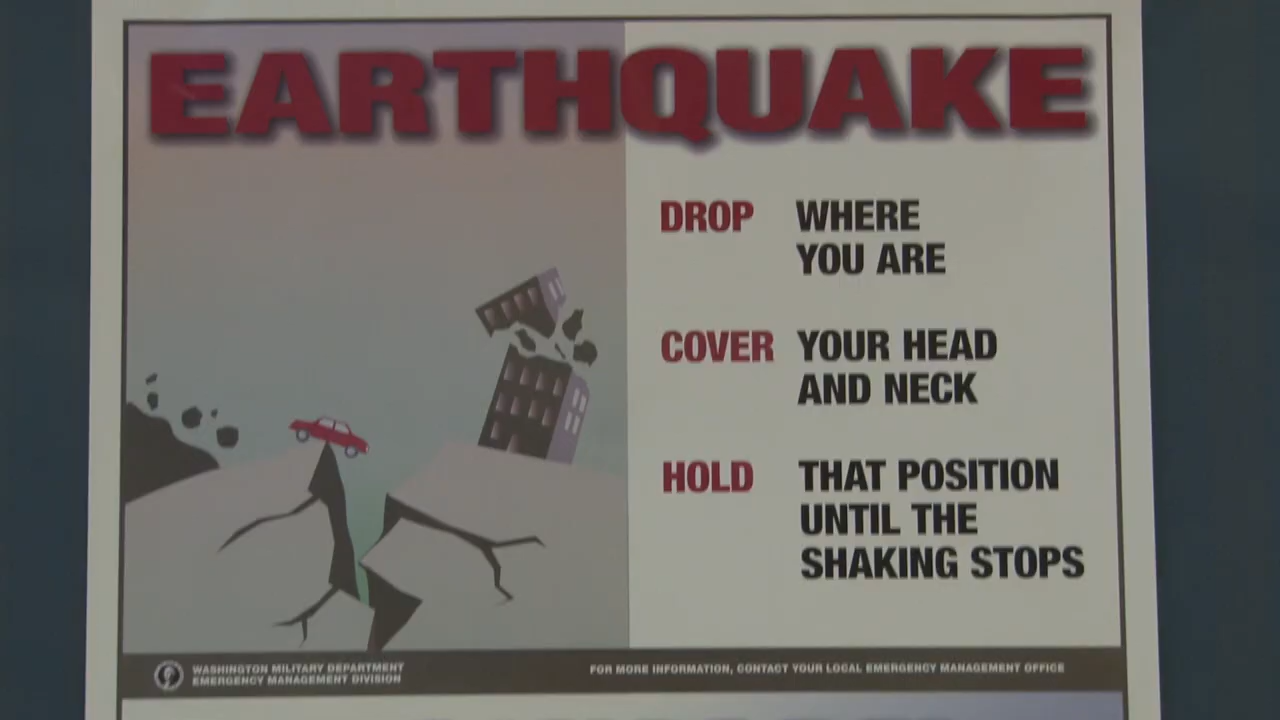 EARTHQUAKE
DROP WHERE
YOU ARE
COVER YOUR HEAD
AND NECK
HOLD THAT POSITION
UNTIL THE
SHAKING STOPS
WASHINGTON MILITARY DEPARTMENT
EMERGENCY MANAGEMENT DIVISION
FOR MORE INFORMATION, CONTACT YOUR LOCAL EMERGENCY MANAGEMENT OFFICE